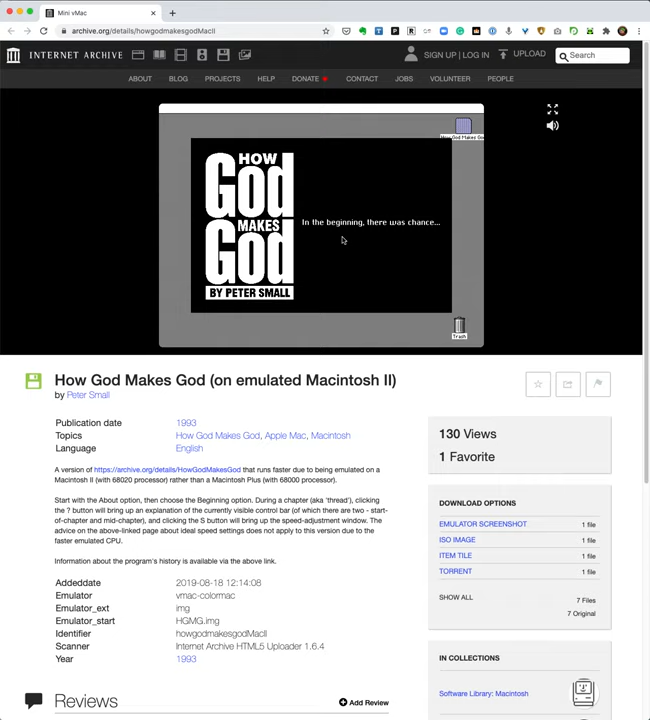 Mini vMac
archive.org/details/howgodmakesgodMacII
INTERNET ARCHIVE
SIGN UP | LOG IN
UPLOAD
Search
ABOUT BLOG PROJECTS HELP DONATE CONTACT JOBS VOLUNTEER PEOPLE
How God Makes God
HOW
God
MAKES
God
BY PETER SMALL
In the beginning, there was chance...
Trash
How God Makes God (on emulated Macintosh II)
by Peter Small
Publication date 1993
Topics How God Makes God, Apple Mac, Macintosh
Language English
A version of https://archive.org/details/HowGodMakesGod that runs faster due to being emulated on a
Macintosh II (with 68020 processor) rather than a Macintosh Plus (with 68000 processor).
Start with the About option, then choose the Beginning option. During a chapter (aka 'thread'), clicking
the ? button will bring up an explanation of the currently visible control bar (of which there are two - start-
of-chapter and mid-chapter), and clicking the S button will bring up the speed-adjustment window. The
advice on the above-linked page about ideal speed settings does not apply to this version due to the
faster emulated CPU.
Information about the program's history is available via the above link.
Addeddate 2019-08-18 12:14:08
Emulator vmac-colormac
Emulator_ext img
Emulator_start HGMG.img
Identifier howgodmakesgodMacII
Scanner Internet Archive HTML5 Uploader 1.6.4
Year 1993
Reviews
Add Review
130 Views
1 Favorite
DOWNLOAD OPTIONS
EMULATOR SCREENSHOT 1 file
ISO IMAGE 1 file
ITEM TILE 1 file
TORRENT 1 file
SHOW ALL 7 Files
7 Original
IN COLLECTIONS
Software Library: Macintosh